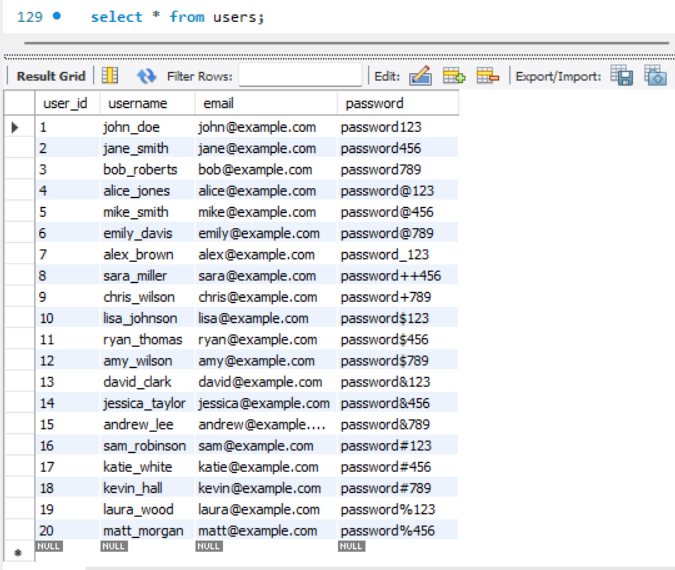 129 select * from users;
Result Grid Filter Rows: Edit: Export/Import:
user_id username email password
1 john_doe john@example.com password123
2 jane_smith jane@example.com password456
3 bob_roberts bob@example.com password789
4 alice_jones alice@example.com password@123
5 mike_smith mike@example.com password@456
6 emily_davis emily@example.com password@789
7 alex_brown alex@example.com password_123
8 sara_miller sara@example.com password++456
9 chris_wilson chris@example.com password+789
10 lisa_johnson lisa@example.com password$123
11 ryan_thomas ryan@example.com password$456
12 amy_wilson amy@example.com password$789
13 david_clark david@example.com password&123
14 jessica_taylor jessica@example.com password&456
15 andrew_lee andrew@example.... password&789
16 sam_robinson sam@example.com password#123
17 katie_white katie@example.com password#456
18 kevin_hall kevin@example.com password#789
19 laura_wood laura@example.com password%123
20 matt_morgan matt@example.com password%456
NULL NULL NULL NULL